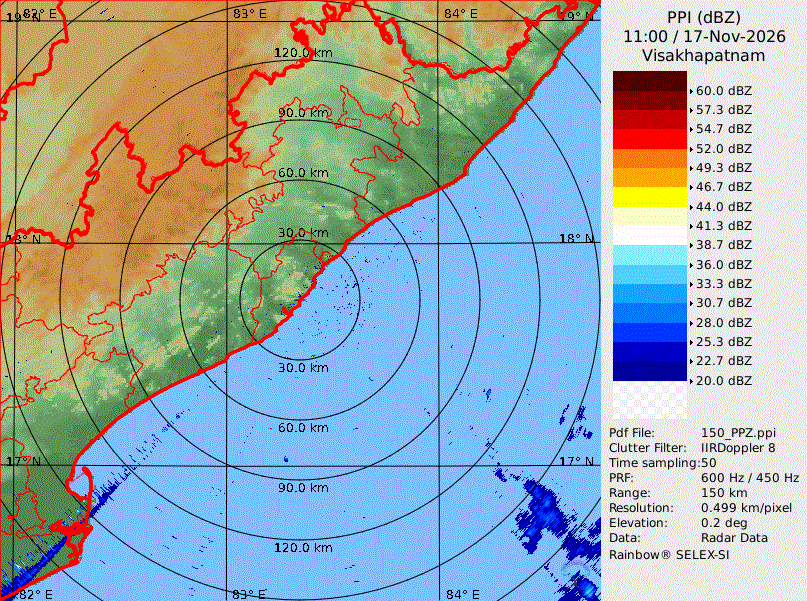 82° E
83° E
84° E
19° N
19° N
120.0 km
90.0 km
60.0 km
30.0 km
18° N
18° N
30.0 km
60.0 km
17° N
17° N
90.0 km
120.0 km
82° E
83° E
84° E
PPI (dBZ)
11:00 / 17-Nov-2026
Visakhapatnam
60.0 dBZ
57.3 dBZ
54.7 dBZ
52.0 dBZ
49.3 dBZ
46.7 dBZ
44.0 dBZ
41.3 dBZ
38.7 dBZ
36.0 dBZ
33.3 dBZ
30.7 dBZ
28.0 dBZ
25.3 dBZ
22.7 dBZ
20.0 dBZ
Pdf File: 150_PPZ.ppi
Clutter Filter: IIRDoppler 8
Time sampling:50
PRF: 600 Hz / 450 Hz
Range: 150 km
Resolution: 0.499 km/pixel
Elevation: 0.2 deg
Data: Radar Data
Rainbow® SELEX-SI